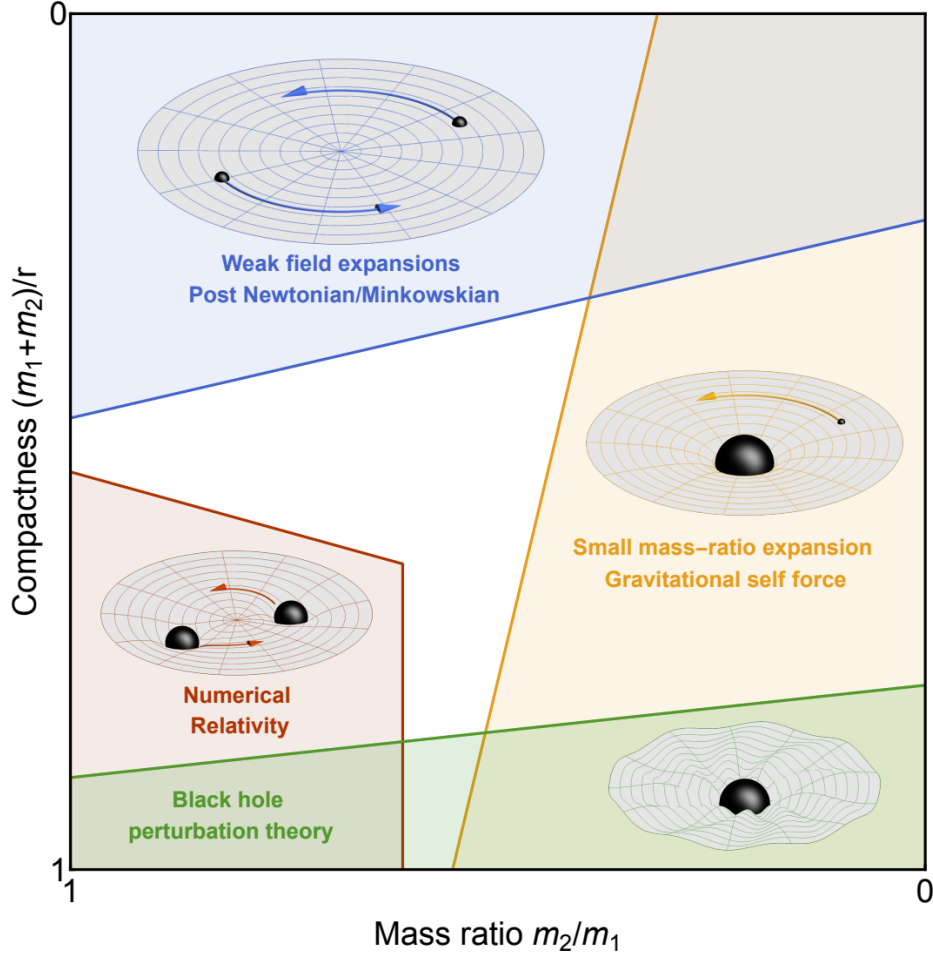 0
Weak field expansions
Post Newtonian/Minkowskian
Compactness (m₁+m₂)/r
Small mass–ratio expansion
Gravitational self force
Numerical
Relativity
Black hole
perturbation theory
1
1
0
Mass ratio m₂/m₁